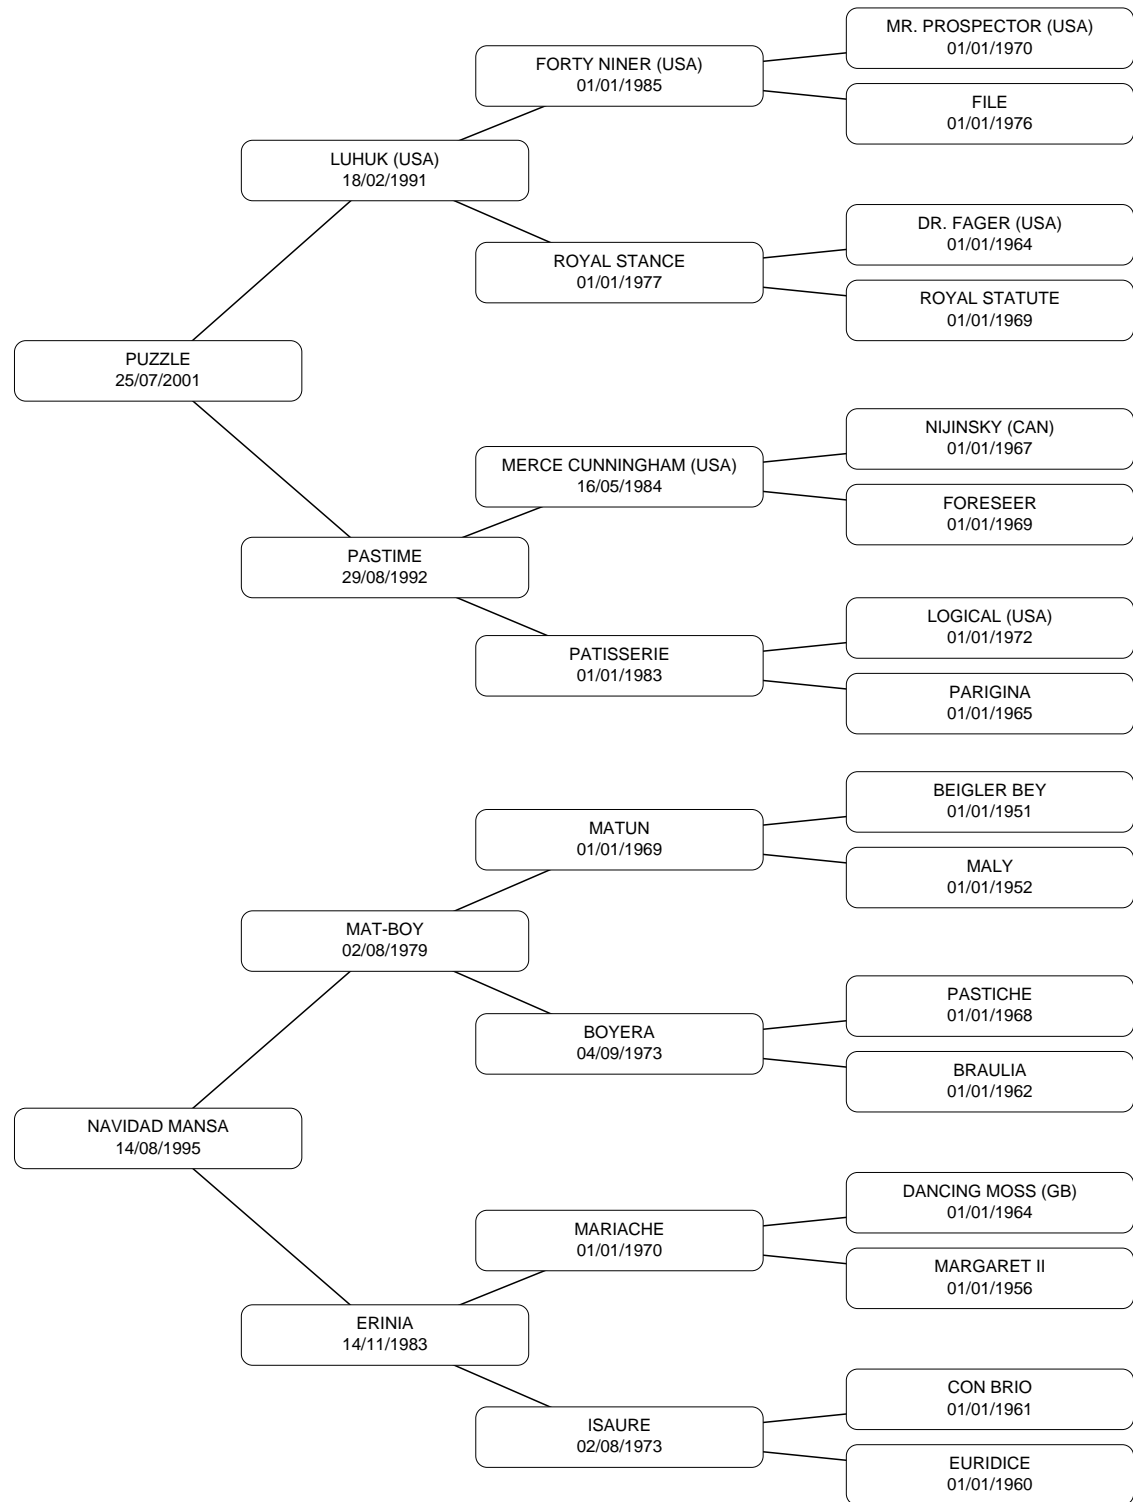 MR. PROSPECTOR (USA)
01/01/1970
FORTY NINER (USA)
01/01/1985
FILE
01/01/1976
LUHUK (USA)
18/02/1991
DR. FAGER (USA)
01/01/1964
ROYAL STANCE
01/01/1977
ROYAL STATUTE
01/01/1969
PUZZLE
25/07/2001
NIJINSKY (CAN)
01/01/1967
MERCE CUNNINGHAM (USA)
16/05/1984
FORESEER
01/01/1969
PASTIME
29/08/1992
LOGICAL (USA)
01/01/1972
PATISSERIE
01/01/1983
PARIGINA
01/01/1965
BEIGLER BEY
01/01/1951
MATUN
01/01/1969
MALY
01/01/1952
MAT-BOY
02/08/1979
PASTICHE
01/01/1968
BOYERA
04/09/1973
BRAULIA
01/01/1962
NAVIDAD MANSA
14/08/1995
DANCING MOSS (GB)
01/01/1964
MARIACHE
01/01/1970
MARGARET II
01/01/1956
ERINIA
14/11/1983
CON BRIO
01/01/1961
ISAURE
02/08/1973
EURIDICE
01/01/1960